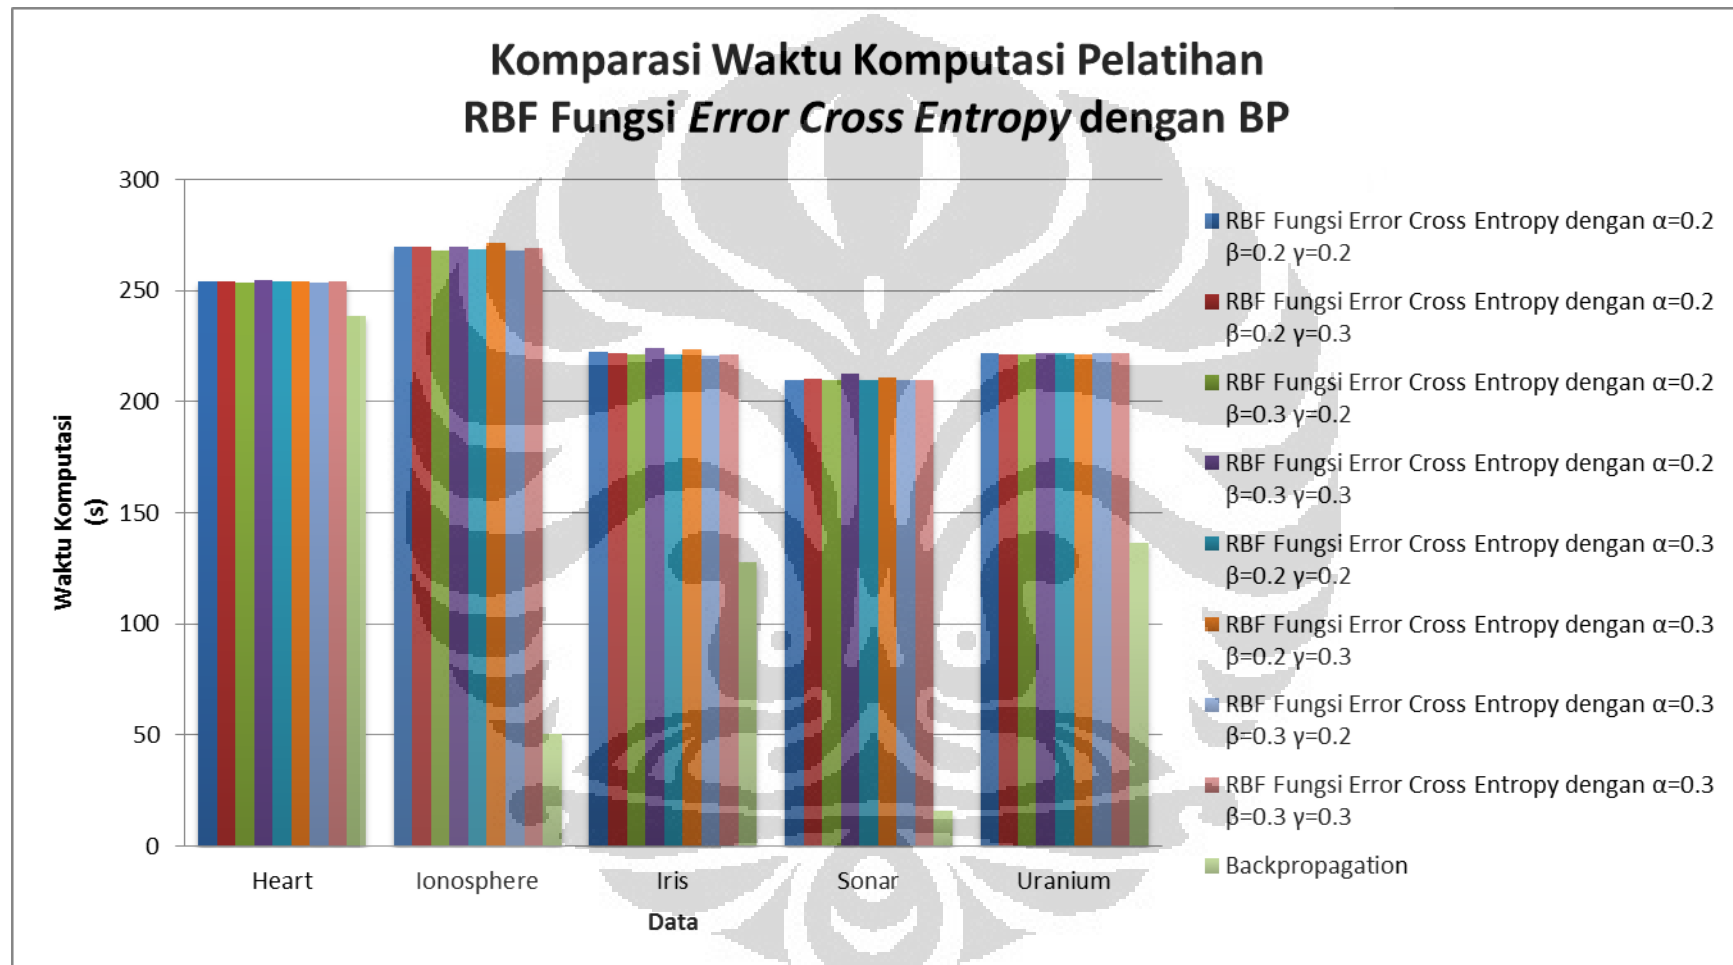 Komparasi Waktu Komputasi Pelatihan
RBF Fungsi Error Cross Entropy dengan BP
300
250
200
150
100
50
0
Waktu Komputasi
(s)
Heart
Ionosphere
Iris
Sonar
Uranium
Data
RBF Fungsi Error Cross Entropy dengan α=0.2
β=0.2 γ=0.2
RBF Fungsi Error Cross Entropy dengan α=0.2
β=0.2 γ=0.3
RBF Fungsi Error Cross Entropy dengan α=0.2
β=0.3 γ=0.2
RBF Fungsi Error Cross Entropy dengan α=0.2
β=0.3 γ=0.3
RBF Fungsi Error Cross Entropy dengan α=0.3
β=0.2 γ=0.2
RBF Fungsi Error Cross Entropy dengan α=0.3
β=0.2 γ=0.3
RBF Fungsi Error Cross Entropy dengan α=0.3
β=0.3 γ=0.2
RBF Fungsi Error Cross Entropy dengan α=0.3
β=0.3 γ=0.3
Backpropagation